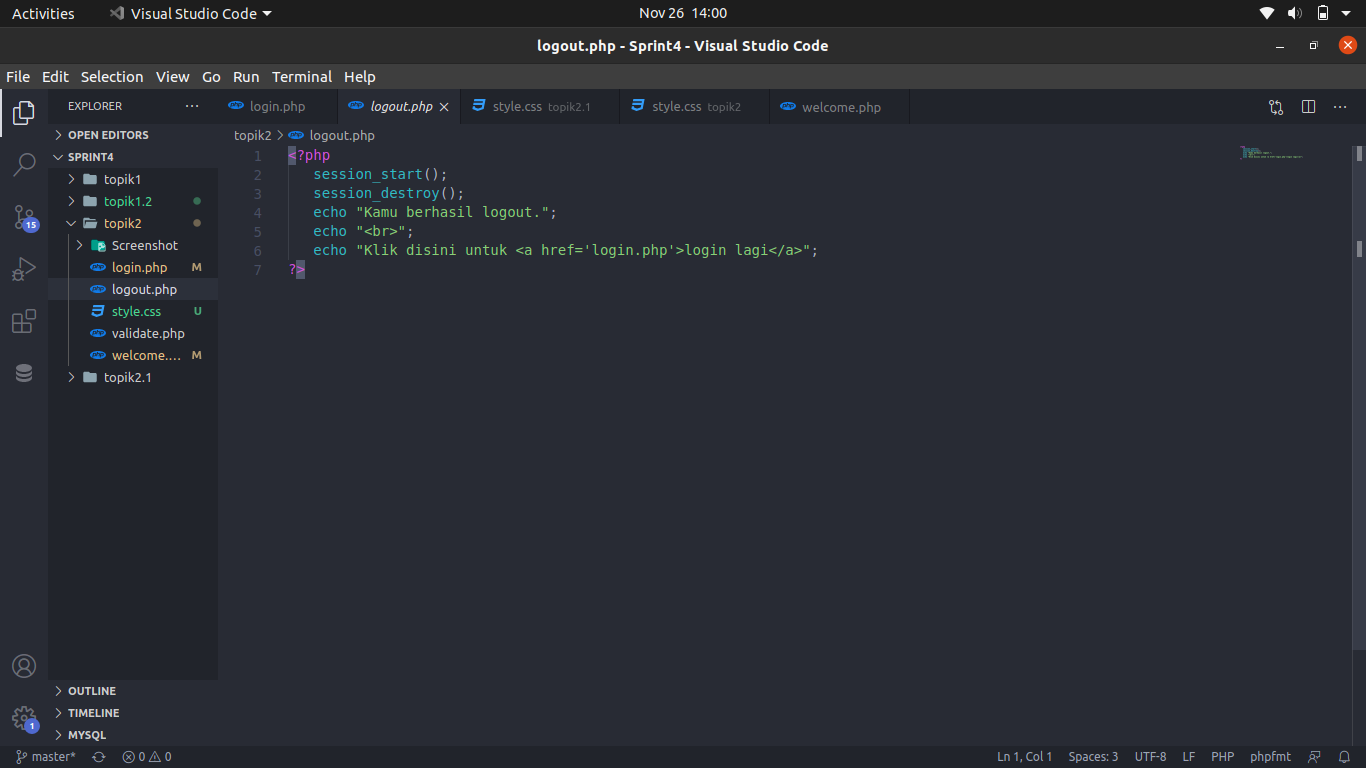 Activities Visual Studio Code Nov 26 14:00
logout.php - Sprint4 - Visual Studio Code
File Edit Selection View Go Run Terminal Help
EXPLORER ... login.php logout.php style.css topik2.1 style.css topik2 welcome.php
OPEN EDITORS
SPRINT4
topik1
topik1.2
topik2
Screenshot
login.php M
logout.php
style.css U
validate.php
welcome.... M
topik2.1
OUTLINE
TIMELINE
MYSQL
15
1
topik2 > logout.php
1 <?php
2 session_start();
3 session_destroy();
4 echo "Kamu berhasil logout.";
5 echo "<br>";
6 echo "Klik disini untuk <a href='login.php'>login lagi</a>";
7 ?>
master* 0 0 Ln 1, Col 1 Spaces: 3 UTF-8 LF PHP phpfmt